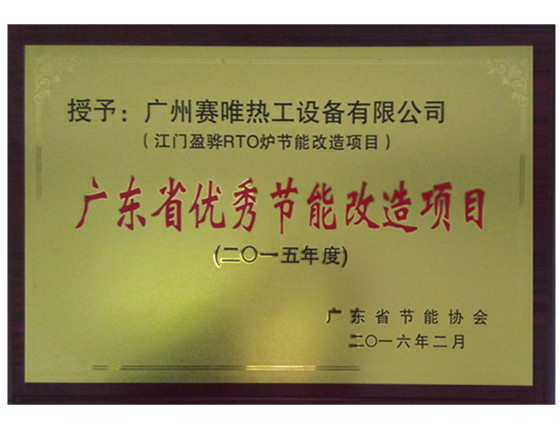 授予：广州赛唯热工设备有限公司
（江门盈骅RTO炉节能改造项目）
广东省优秀节能改造项目
(二〇一五年度)
广东省节能协会
二〇一六年二月